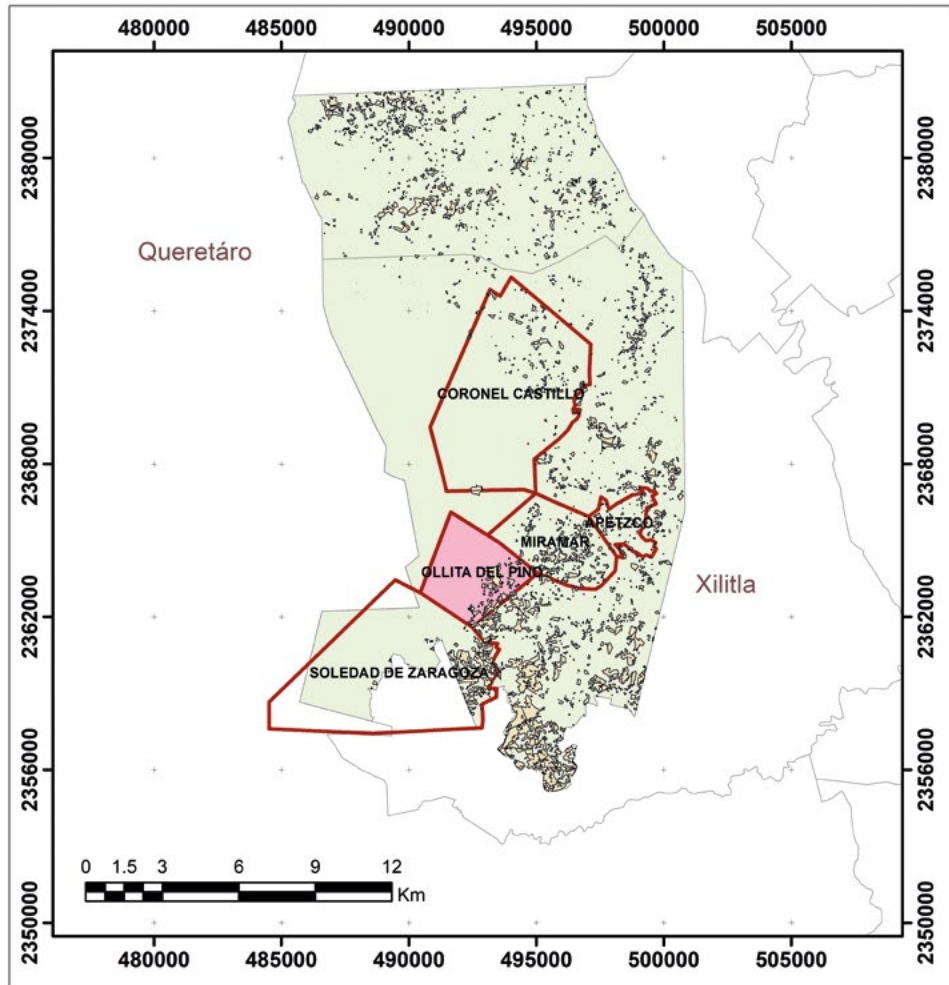 480000 485000 490000 495000 500000 505000
2380000 2380000
Queretáro
2374000 2374000
CORONEL CASTILLO
2368000 2368000
APETZCO
MIRAMAR
OLLITA DEL PINO
Xilitla
2362000 2362000
SOLEDAD DE ZARAGOZA
2356000 2356000
0 1.5 3 6 9 12
Km
2350000 2350000
480000 485000 490000 495000 500000 505000